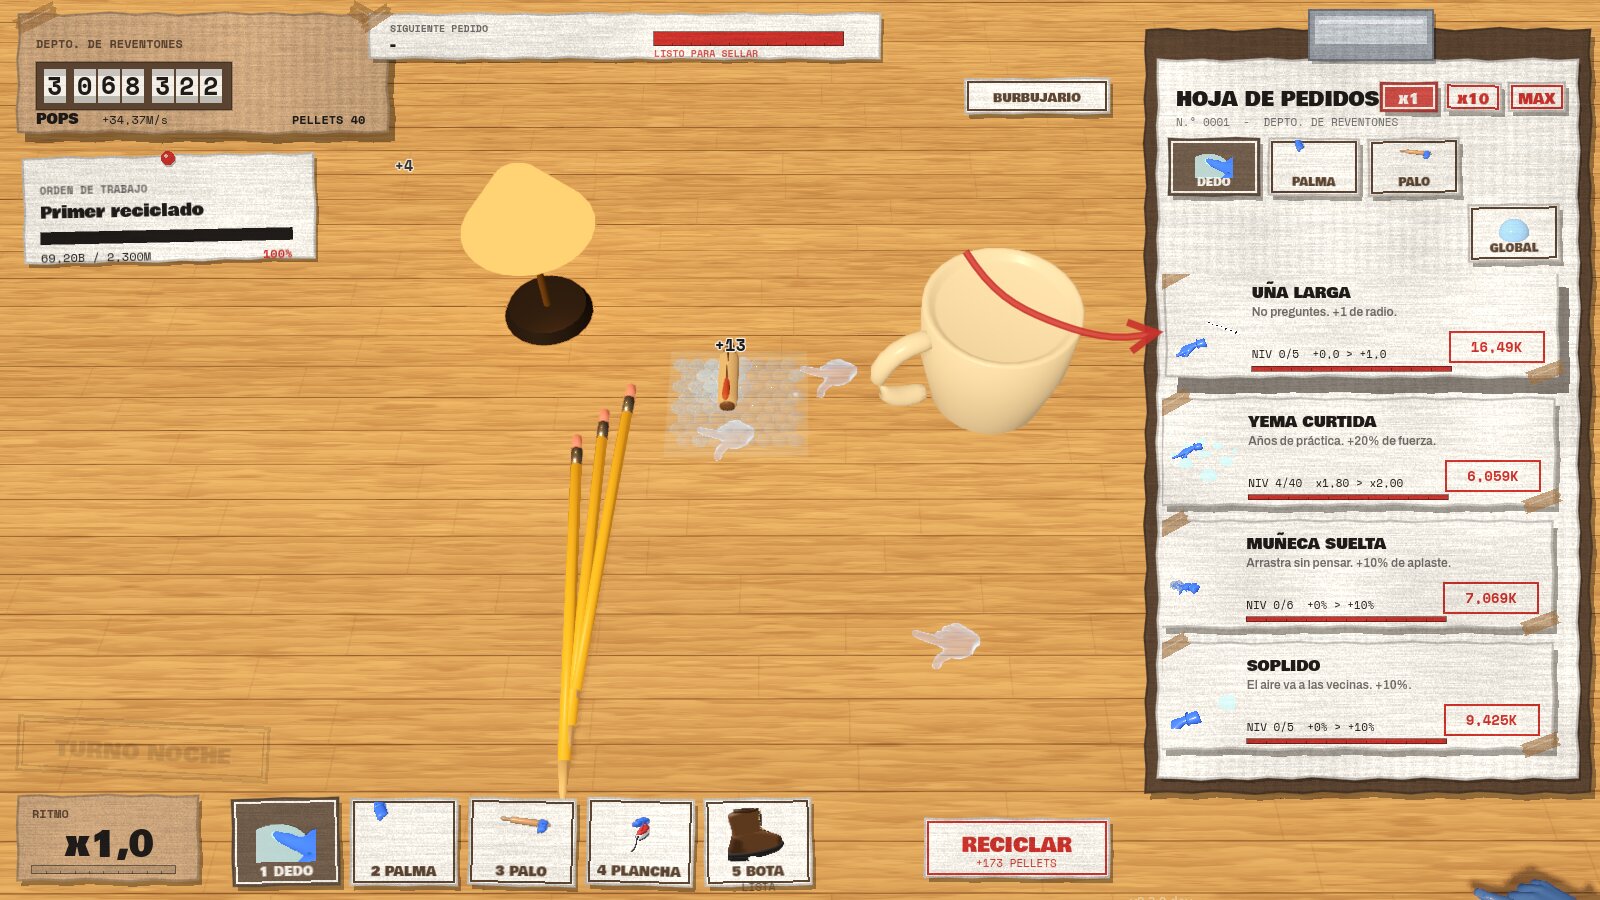 DEPTO. DE REVENTONES
3 068 322
POPS +34,37M/s PELLETS 40
SIGUIENTE PEDIDO
-
LISTO PARA SELLAR
BURBUJARIO
ORDEN DE TRABAJO
Primer reciclado
69,20B / 2,300M 100%
+4
+13
HOJA DE PEDIDOS x1 x10 MAX
N.° 0001 - DEPTO. DE REVENTONES
DEDO PALMA PALO
GLOBAL
UÑA LARGA
No preguntes. +1 de radio.
NIV 0/5 +0,0 > +1,0 16,49K
YEMA CURTIDA
Años de práctica. +20% de fuerza.
NIV 4/40 x1,80 > x2,00 6,059K
MUÑECA SUELTA
Arrastra sin pensar. +10% de aplaste.
NIV 0/6 +0% > +10% 7,069K
SOPLIDO
El aire va a las vecinas. +10%.
NIV 0/5 +0% > +10% 9,425K
TURNO NOCHE
RITMO
x1,0
1 DEDO 2 PALMA 3 PALO 4 PLANCHA 5 BOTA
LISTA
RECICLAR
+173 PELLETS